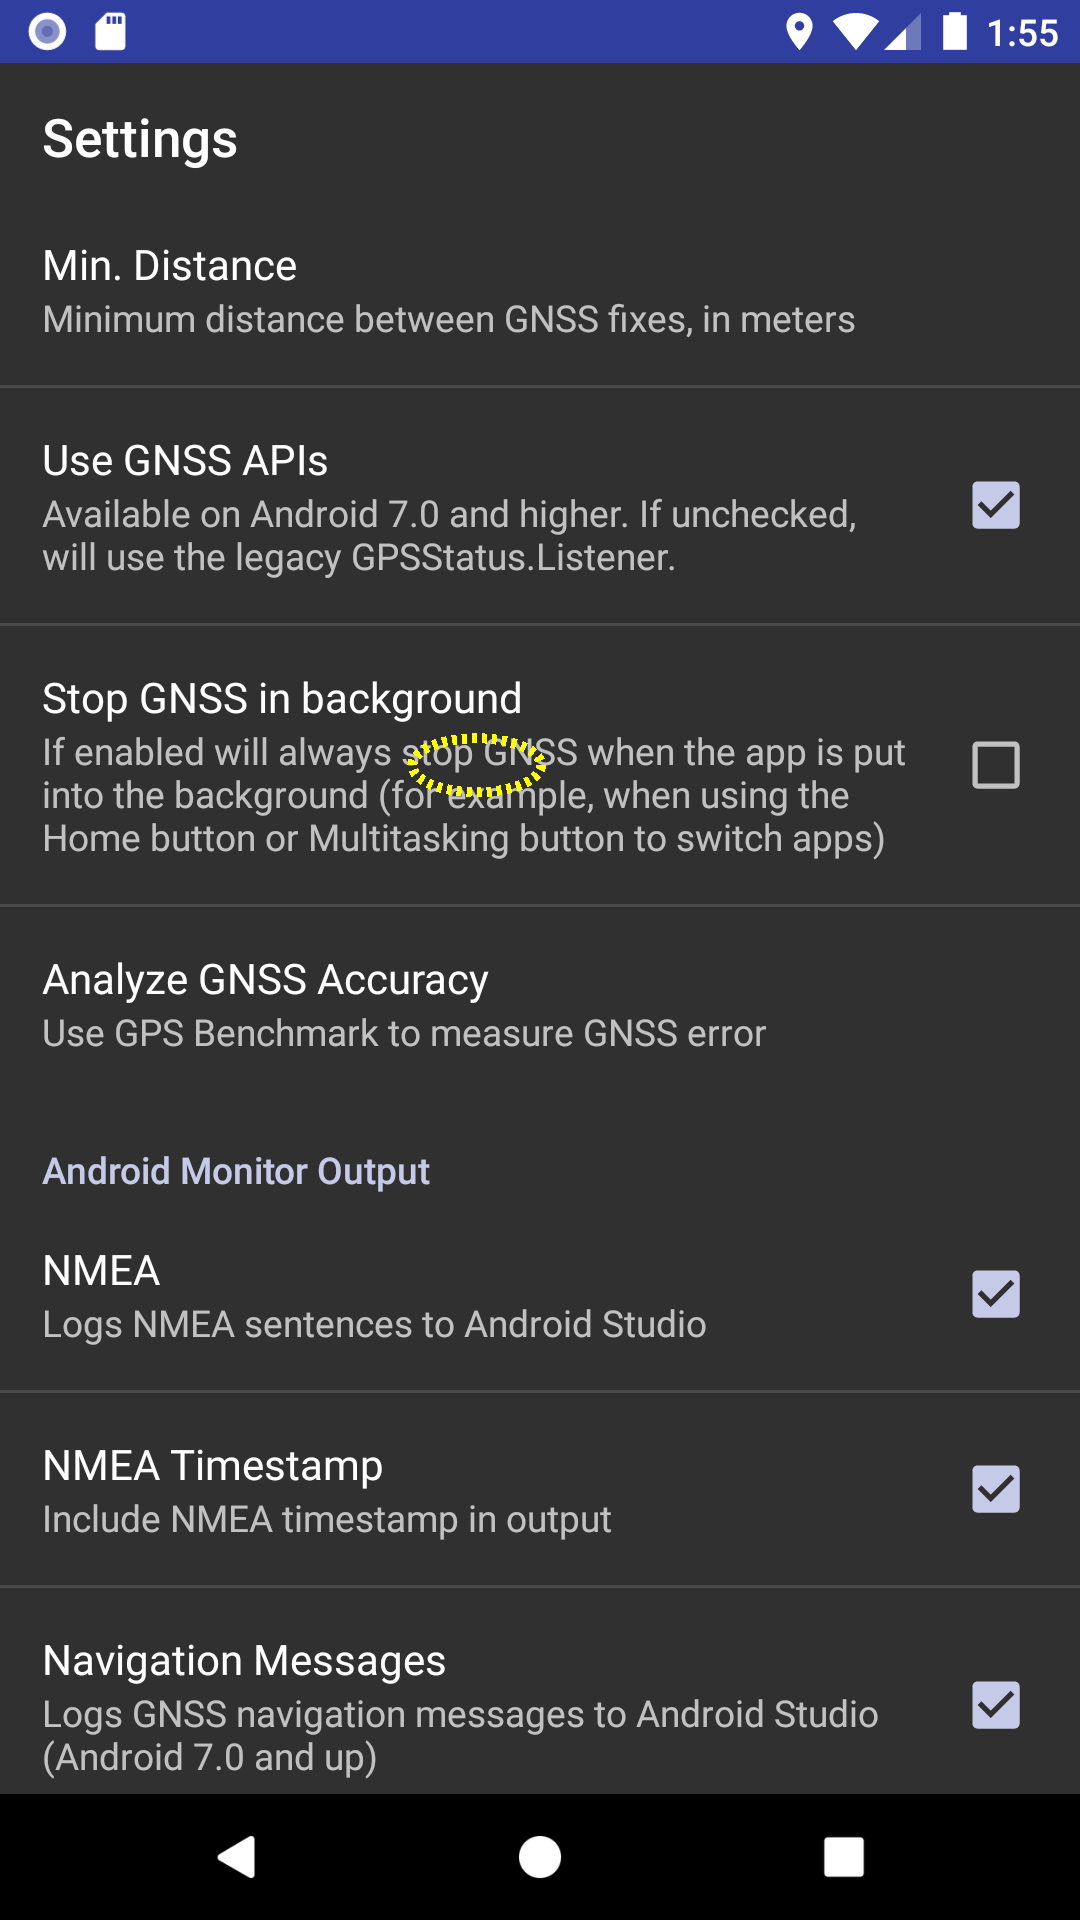 1:55
Settings
Min. Distance
Minimum distance between GNSS fixes, in meters
Use GNSS APIs
Available on Android 7.0 and higher. If unchecked,
will use the legacy GPSStatus.Listener.
Stop GNSS in background
If enabled will always stop GNSS when the app is put
into the background (for example, when using the
Home button or Multitasking button to switch apps)
Analyze GNSS Accuracy
Use GPS Benchmark to measure GNSS error
Android Monitor Output
NMEA
Logs NMEA sentences to Android Studio
NMEA Timestamp
Include NMEA timestamp in output
Navigation Messages
Logs GNSS navigation messages to Android Studio
(Android 7.0 and up)